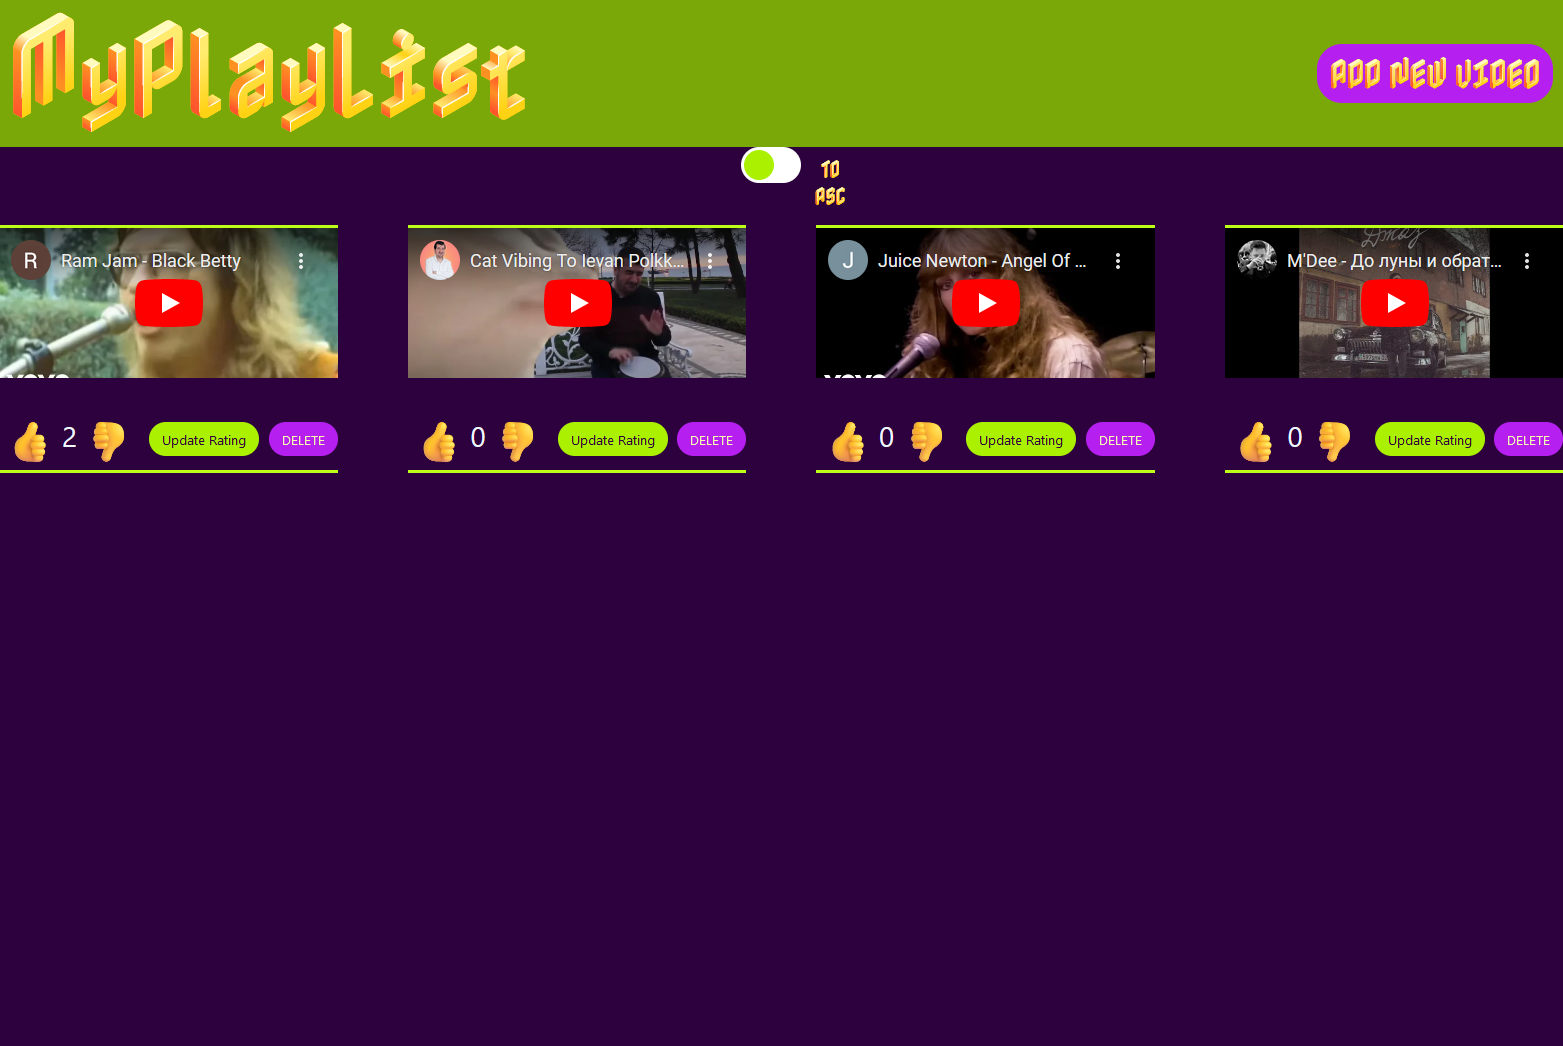 MyPlayList
ADD NEW VIDEO
TO
ASC
R
Ram Jam - Black Betty
Cat Vibing To Ievan Polkk...
J
Juice Newton - Angel Of ...
M'Dee - До луны и обрат...
Джаз
2
Update Rating
DELETE
0
Update Rating
DELETE
0
Update Rating
DELETE
0
Update Rating
DELETE